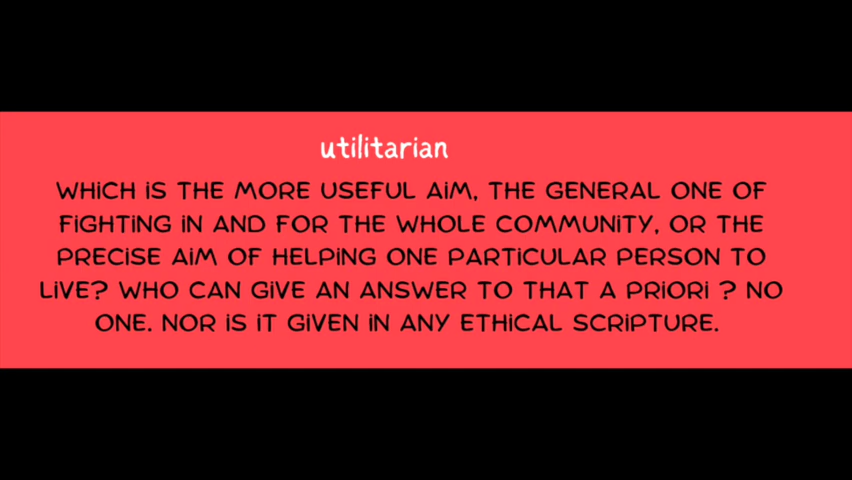 utilitarian
WHICH IS THE MORE USEFUL AIM, THE GENERAL ONE OF
FIGHTING IN AND FOR THE WHOLE COMMUNITY, OR THE
PRECISE AIM OF HELPING ONE PARTICULAR PERSON TO
LIVE? WHO CAN GIVE AN ANSWER TO THAT A PRIORI ? NO
ONE. NOR IS IT GIVEN IN ANY ETHICAL SCRIPTURE.